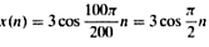 x(n) = 3 cos 100π/200 n = 3 cos π/2 n